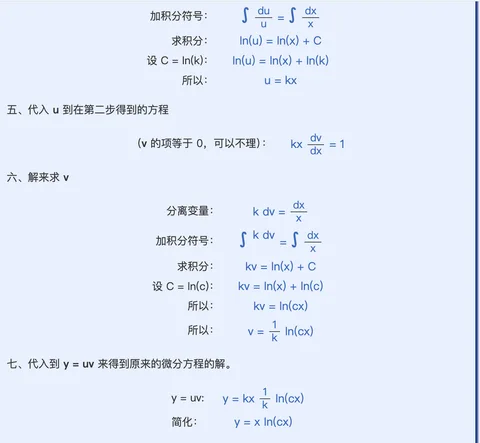 加积分符号： ∫ du/u = ∫ dx/x
求积分： ln(u) = ln(x) + C
设 C = ln(k)： ln(u) = ln(x) + ln(k)
所以： u = kx
五、代入 u 到在第二步得到的方程
（v 的项等于 0，可以不理）： kx dv/dx = 1
六、解来求 v
分离变量： k dv = dx/x
加积分符号： ∫ k dv = ∫ dx/x
求积分： kv = ln(x) + C
设 C = ln(c)： kv = ln(x) + ln(c)
所以： kv = ln(cx)
所以： v = 1/k ln(cx)
七、代入到 y = uv 来得到原来的微分方程的解。
y = uv: y = kx 1/k ln(cx)
简化： y = x ln(cx)